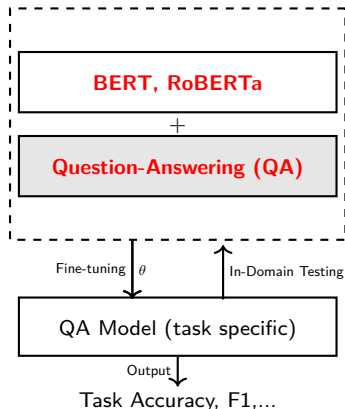 BERT, RoBERTa
+
Question-Answering (QA)
Fine-tuning θ In-Domain Testing
QA Model (task specific)
Output
Task Accuracy, F1,...